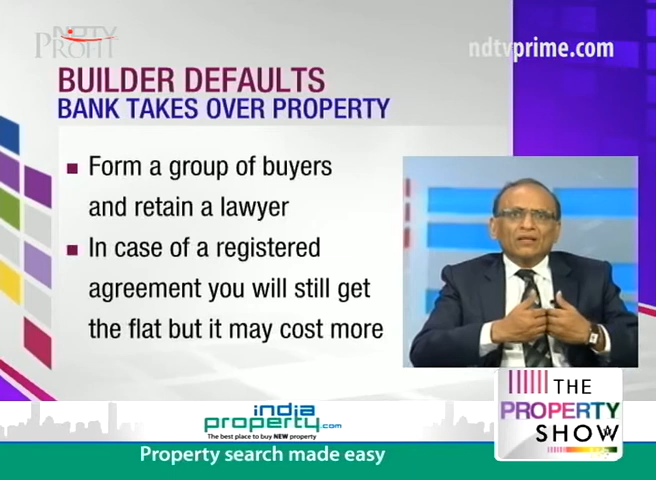 NDTV
PROFIT
ndtvprime.com
BUILDER DEFAULTS
BANK TAKES OVER PROPERTY
Form a group of buyers
and retain a lawyer
In case of a registered
agreement you will still get
the flat but it may cost more
THE
PROPERTY
SHOW
india
property.com
The best place to buy NEW property
Property search made easy